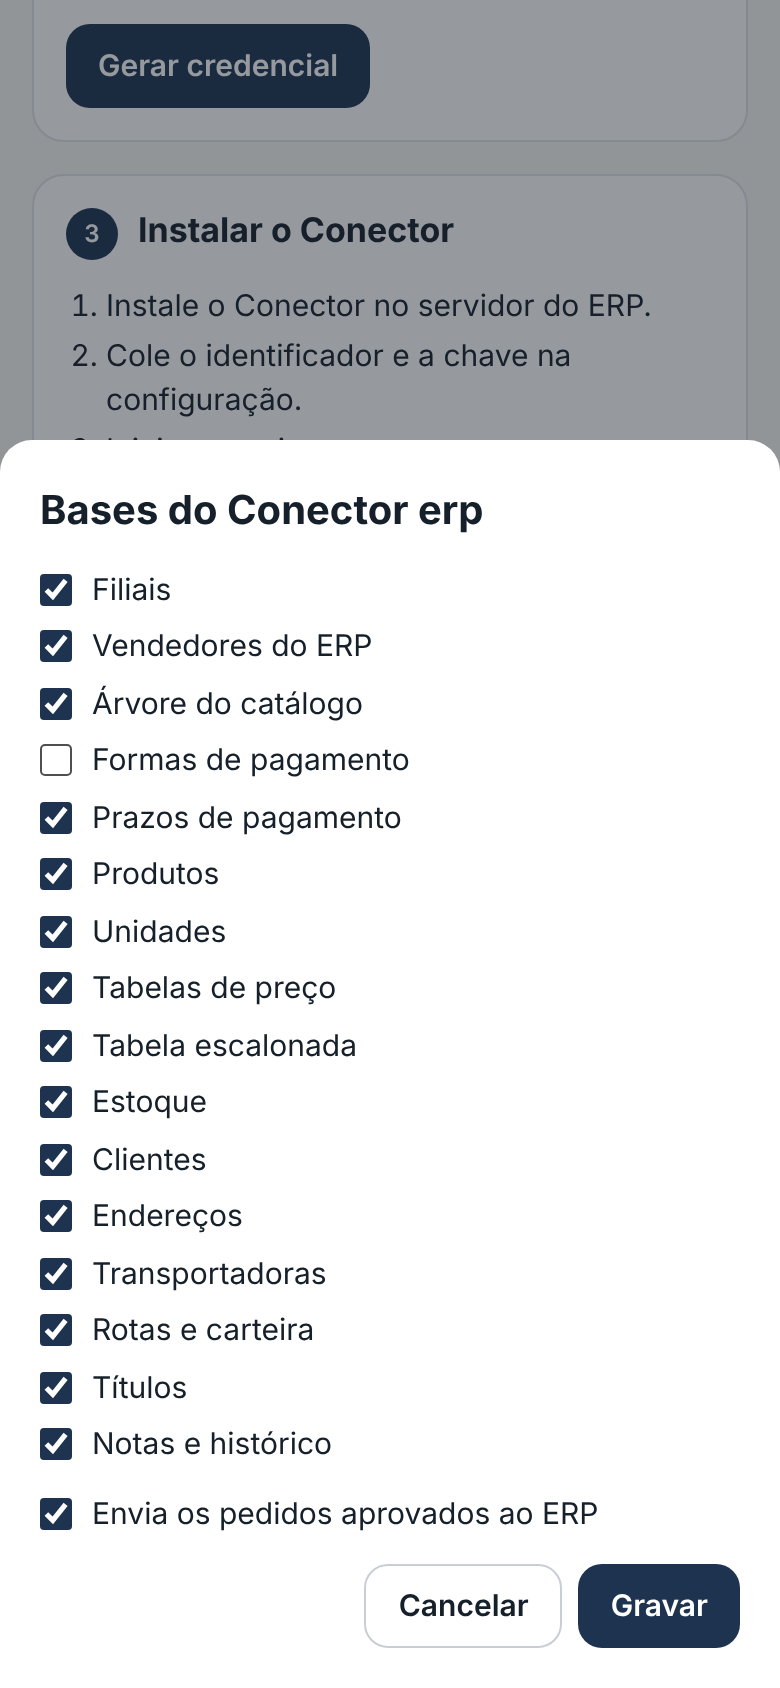 Gerar credencial
3 Instalar o Conector
1. Instale o Conector no servidor do ERP.
2. Cole o identificador e a chave na
configuração.
Bases do Conector erp
Filiais
Vendedores do ERP
Árvore do catálogo
Formas de pagamento
Prazos de pagamento
Produtos
Unidades
Tabelas de preço
Tabela escalonada
Estoque
Clientes
Endereços
Transportadoras
Rotas e carteira
Títulos
Notas e histórico
Envia os pedidos aprovados ao ERP
Cancelar
Gravar